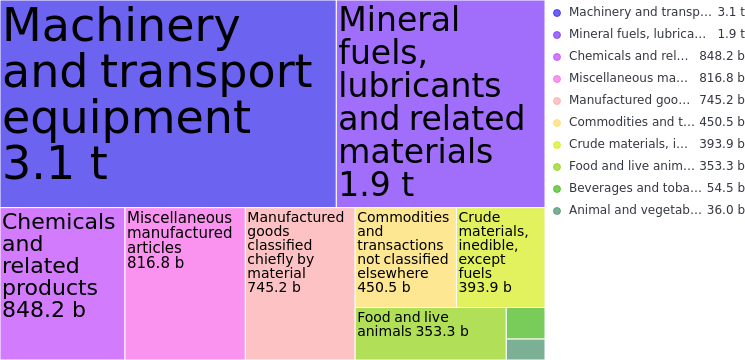 Machinery
and transport
equipment
3.1 t
Mineral
fuels,
lubricants
and related
materials
1.9 t
Chemicals
and
related
products
848.2 b
Miscellaneous
manufactured
articles
816.8 b
Manufactured
goods
classified
chiefly by
material
745.2 b
Commodities
and
transactions
not classified
elsewhere
450.5 b
Crude
materials,
inedible,
except
fuels
393.9 b
Food and live
animals 353.3 b
Machinery and transp... 3.1 t
Mineral fuels, lubrica... 1.9 t
Chemicals and rel... 848.2 b
Miscellaneous ma... 816.8 b
Manufactured goo... 745.2 b
Commodities and t... 450.5 b
Crude materials, i... 393.9 b
Food and live anim... 353.3 b
Beverages and toba... 54.5 b
Animal and vegetab... 36.0 b